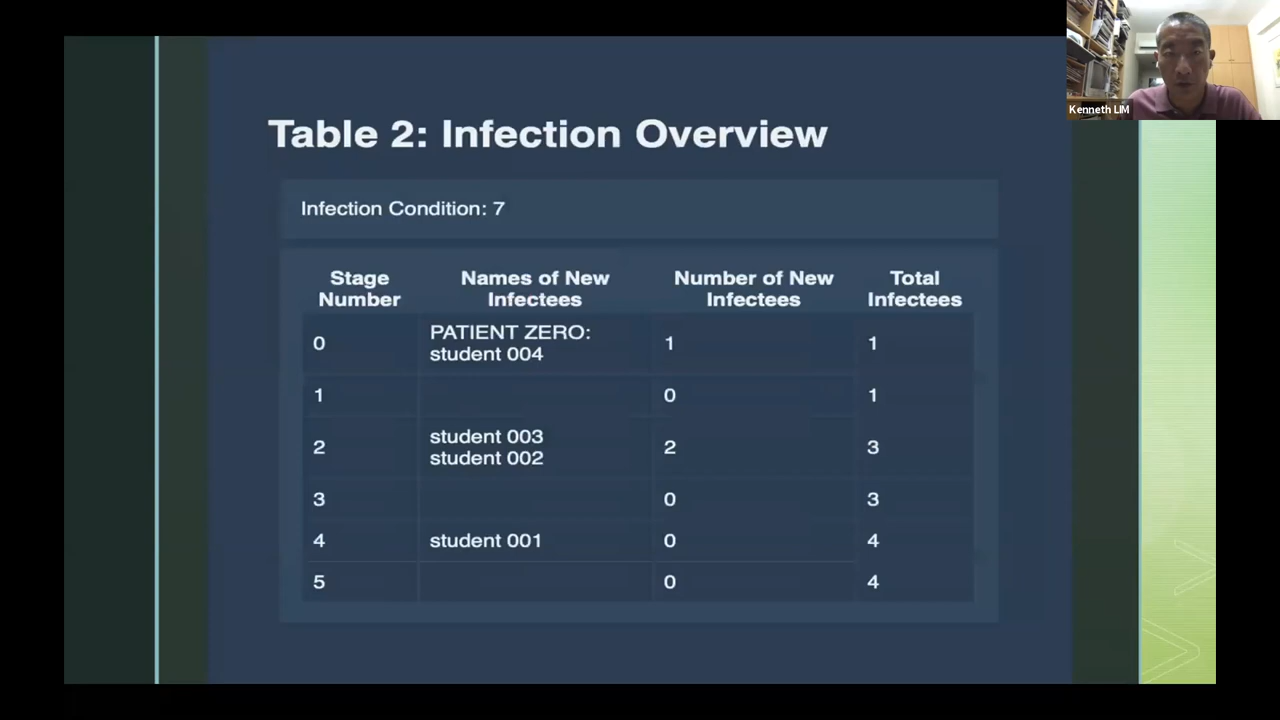 Kenneth LIM
Table 2: Infection Overview
Infection Condition: 7
Stage Number Names of New Infectees Number of New Infectees Total Infectees
0 PATIENT ZERO: student 004 1 1
1 0 1
2 student 003 student 002 2 3
3 0 3
4 student 001 0 4
5 0 4